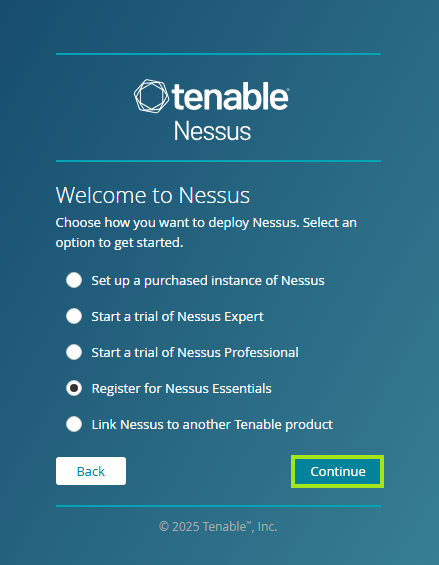 tenable
Nessus
Welcome to Nessus
Choose how you want to deploy Nessus. Select an
option to get started.
Set up a purchased instance of Nessus
Start a trial of Nessus Expert
Start a trial of Nessus Professional
Register for Nessus Essentials
Link Nessus to another Tenable product
Back
Continue
© 2025 Tenable™, Inc.